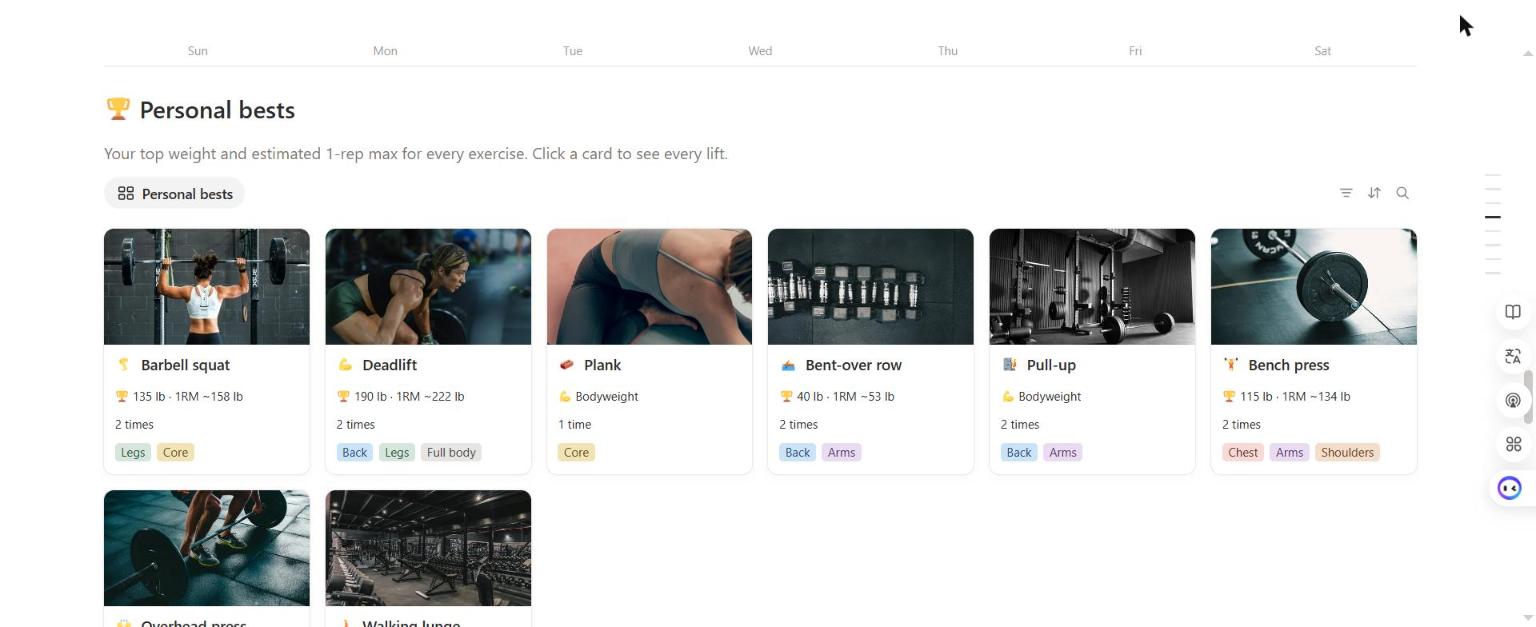 Sun Mon Tue Wed Thu Fri Sat
Personal bests
Your top weight and estimated 1-rep max for every exercise. Click a card to see every lift.
Personal bests
Barbell squat
135 lb · 1RM ~158 lb
2 times
Legs Core
Deadlift
190 lb · 1RM ~222 lb
2 times
Back Legs Full body
Plank
Bodyweight
1 time
Core
Bent-over row
40 lb · 1RM ~53 lb
2 times
Back Arms
Pull-up
Bodyweight
2 times
Back Arms
Bench press
115 lb · 1RM ~134 lb
2 times
Chest Arms Shoulders
Overhead press
Walking lunge